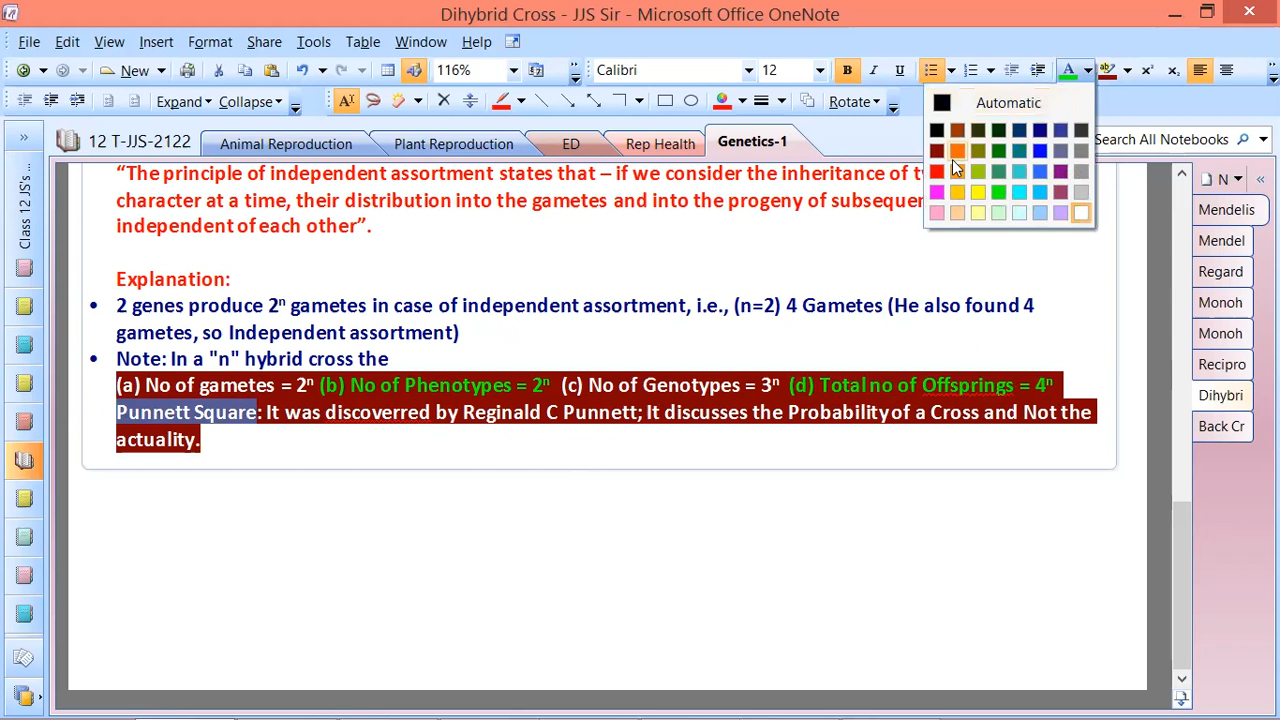 Dihybrid Cross - JJS Sir - Microsoft Office OneNote
File Edit View Insert Format Share Tools Table Window Help
New 116% Calibri 12 B I U A ab x² x₂
Expand Collapse A Rotate
Automatic
» 12 T-JJS-2122 Animal Reproduction Plant Reproduction ED Rep Health Genetics-1 Search All Notebooks «
Class 12 JJS's
“The principle of independent assortment states that – if we consider the inheritance of t
character at a time, their distribution into the gametes and into the progeny of subseque
independent of each other”.
Explanation:
• 2 genes produce 2ⁿ gametes in case of independent assortment, i.e., (n=2) 4 Gametes (He also found 4
gametes, so Independent assortment)
• Note: In a "n" hybrid cross the
(a) No of gametes = 2ⁿ (b) No of Phenotypes = 2ⁿ (c) No of Genotypes = 3ⁿ (d) Total no of Offsprings = 4ⁿ
Punnett Square: It was discoverred by Reginald C Punnett; It discusses the Probability of a Cross and Not the
actuality.
N
Mendelis
Mendel
Regard
Monoh
Monoh
Recipro
Dihybri
Back Cr